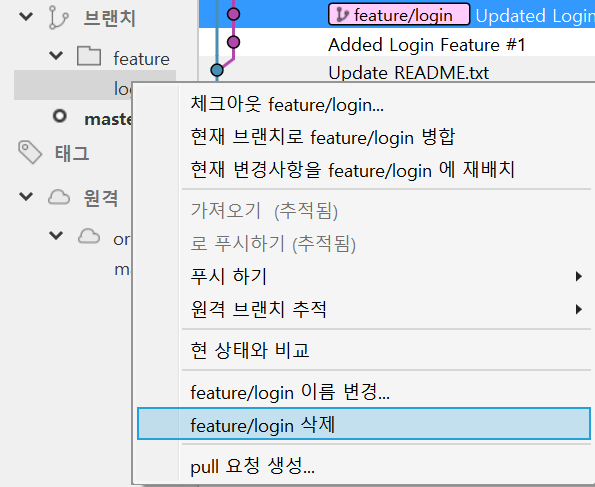 브랜치
feature/login Updated Login
Added Login Feature #1
feature
Update README.txt
maste
태그
원격
체크아웃 feature/login...
현재 브랜치로 feature/login 병합
현재 변경사항을 feature/login 에 재배치
가져오기 (추적됨)
로 푸시하기 (추적됨)
푸시 하기
원격 브랜치 추적
현 상태와 비교
feature/login 이름 변경...
feature/login 삭제
pull 요청 생성...